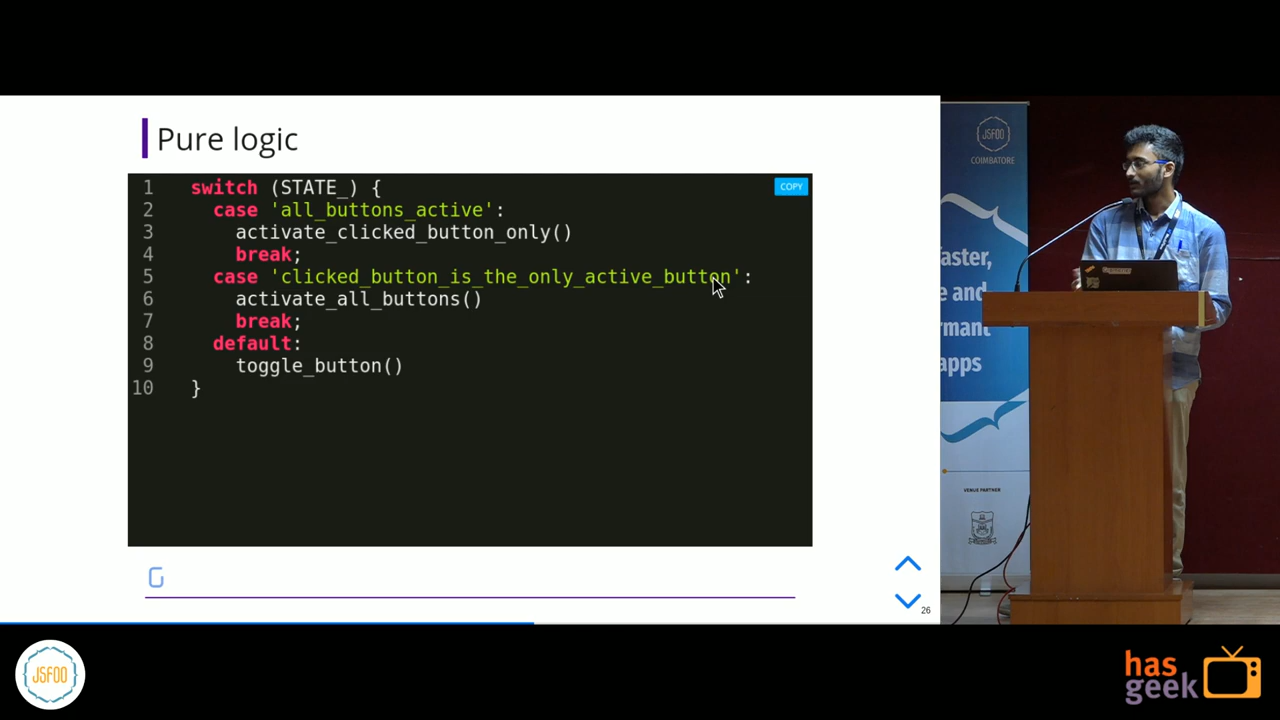 Pure logic
COPY
1 switch (STATE_) {
2 case 'all_buttons_active':
3 activate_clicked_button_only()
4 break;
5 case 'clicked_button_is_the_only_active_button':
6 activate_all_buttons()
7 break;
8 default:
9 toggle_button()
10 }
26
JSFOO
COIMBATORE
aster,
e and
rmant
apps
VENUE PARTNER
JSFOO
has
geek